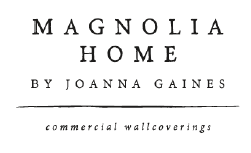 MAGNOLIA
HOME
BY JOANNA GAINES
commercial wallcoverings